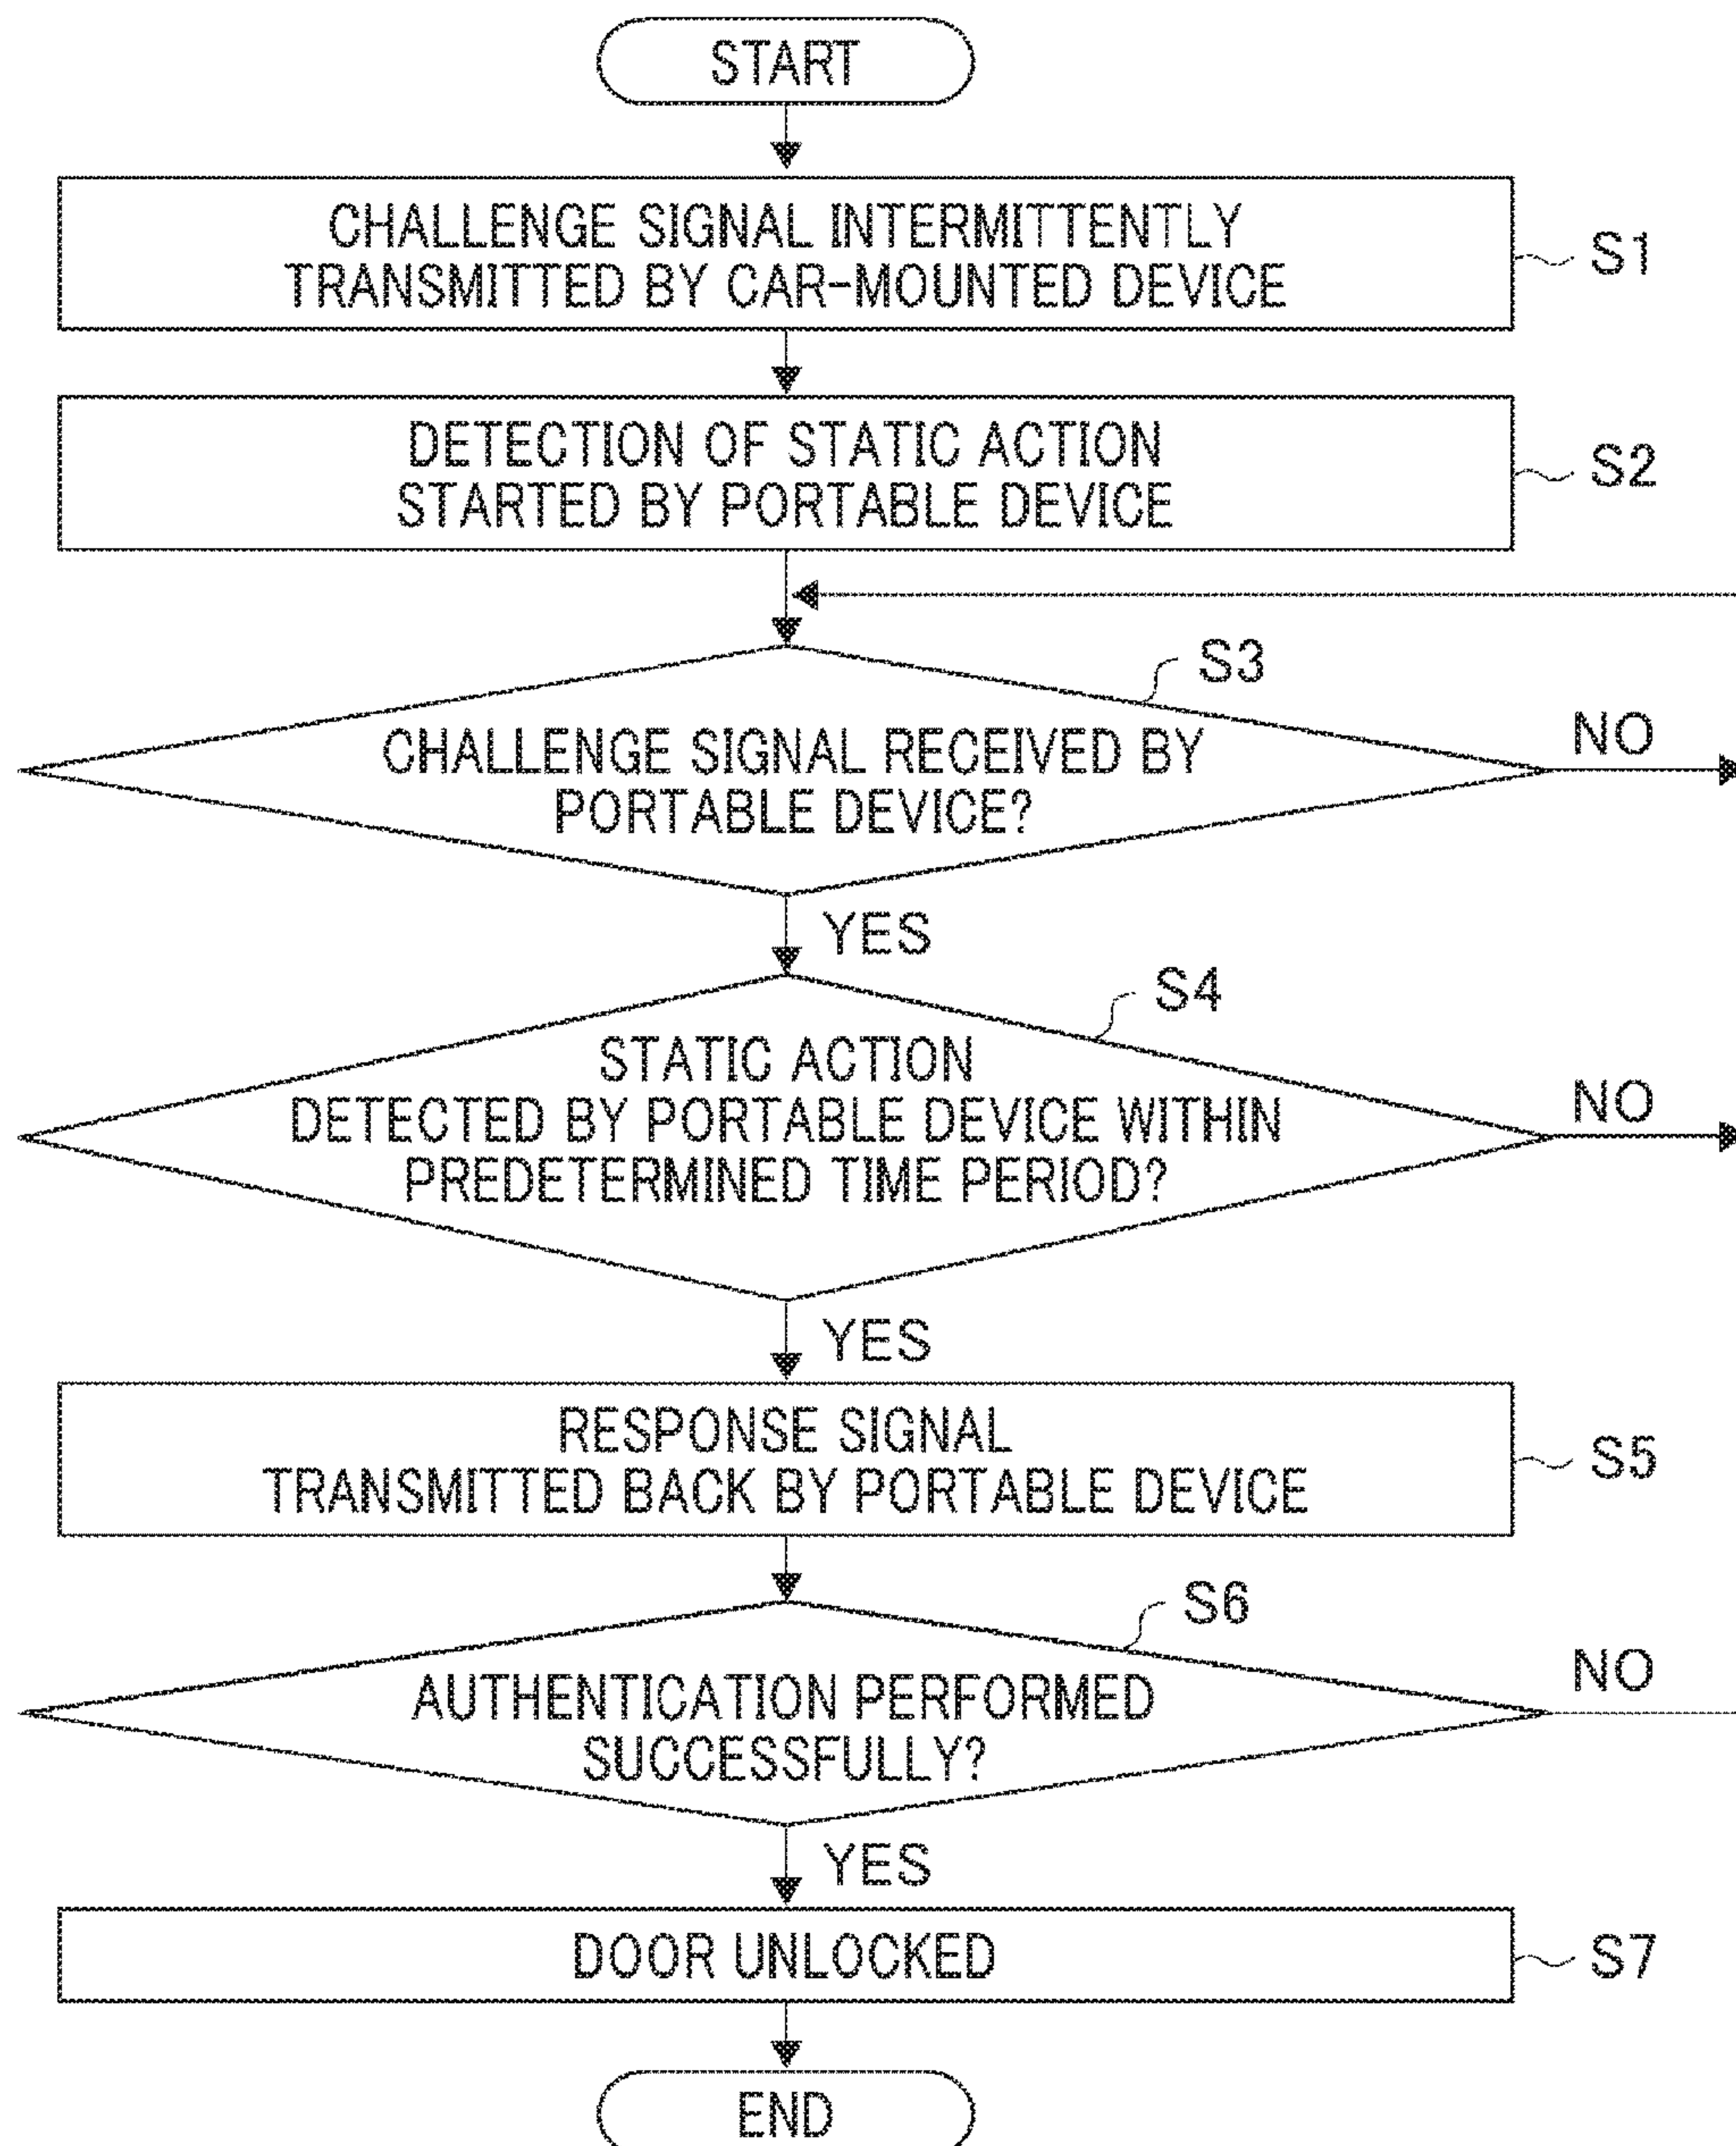 START
CHALLENGE SIGNAL INTERMITTENTLY
TRANSMITTED BY CAR-MOUNTED DEVICE
S1
DETECTION OF STATIC ACTION
STARTED BY PORTABLE DEVICE
S2
S3
CHALLENGE SIGNAL RECEIVED BY
PORTABLE DEVICE?
NO
YES
S4
STATIC ACTION
DETECTED BY PORTABLE DEVICE WITHIN
PREDETERMINED TIME PERIOD?
NO
YES
RESPONSE SIGNAL
TRANSMITTED BACK BY PORTABLE DEVICE
S5
S6
AUTHENTICATION PERFORMED
SUCCESSFULLY?
NO
YES
DOOR UNLOCKED
S7
END